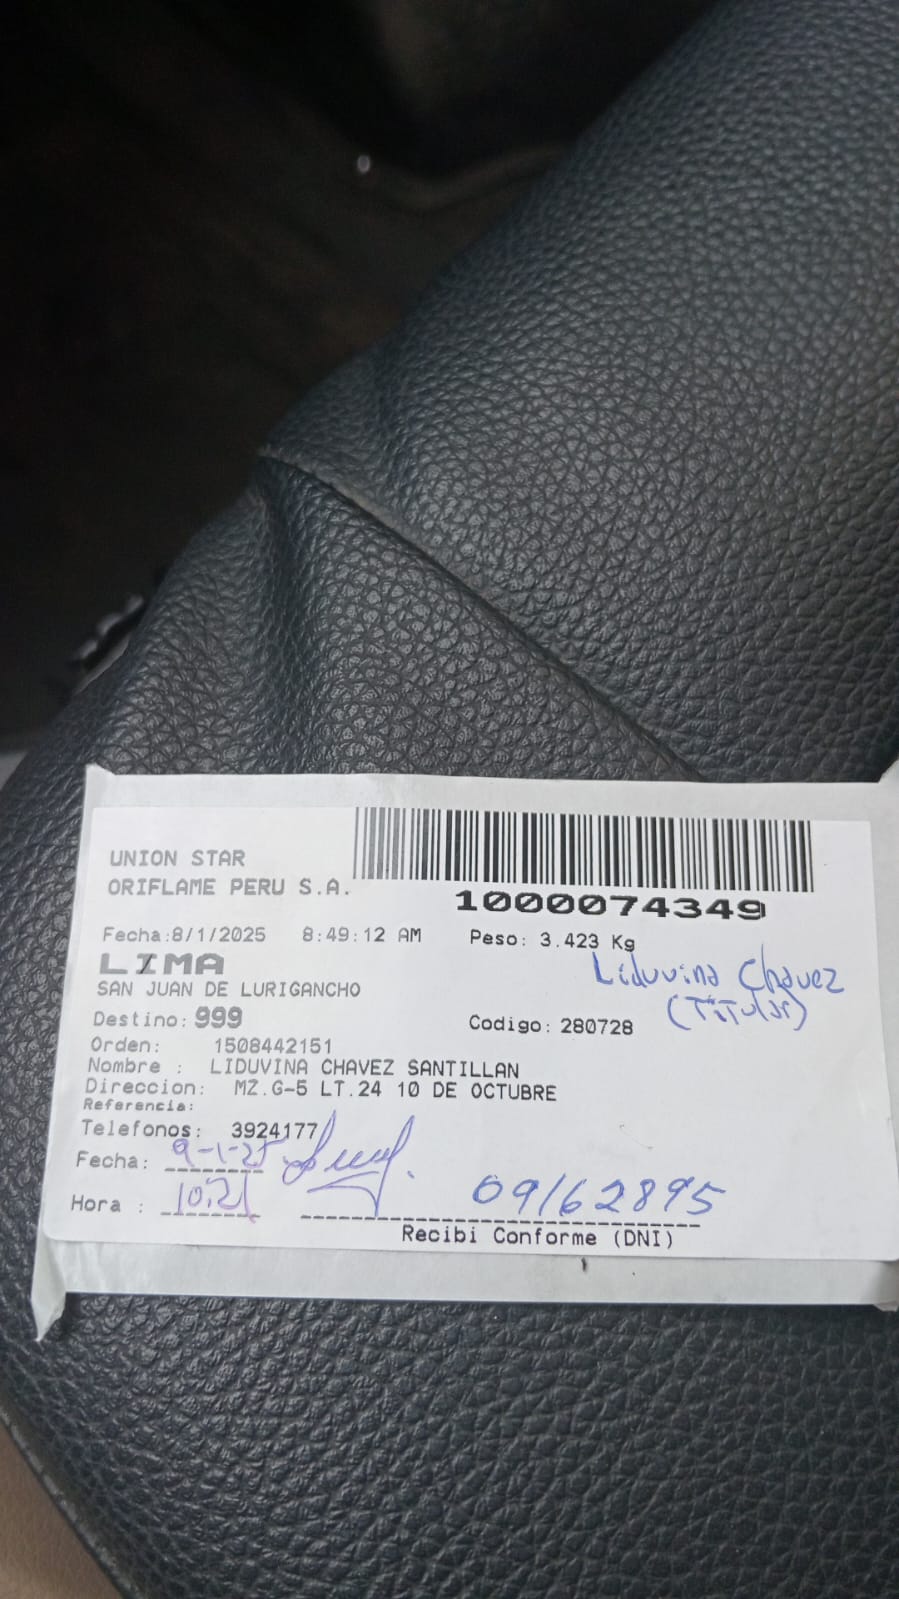 UNION STAR
ORIFLAME PERU S.A.
1000074349
Fecha:8/1/2025 8:49:12 AM Peso: 3.423 Kg
LIMA
Liduvina Chavez
SAN JUAN DE LURIGANCHO
(TiTular)
Destino: 999 Codigo: 280728
Orden: 1508442151
Nombre : LIDUVINA CHAVEZ SANTILLAN
Direccion: MZ.G-5 LT.24 10 DE OCTUBRE
Referencia:
Telefonos: 3924177
Fecha: 9-1-25
Hora : 10:21 09162895
Recibi Conforme (DNI)